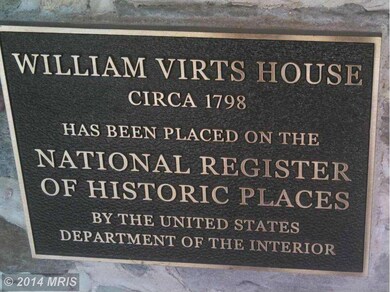 WILLIAM VIRTS HOUSE
CIRCA 1798
HAS BEEN PLACED ON THE
NATIONAL REGISTER
OF HISTORIC PLACES
BY THE UNITED STATES
DEPARTMENT OF THE INTERIOR
© 2014 MRIS